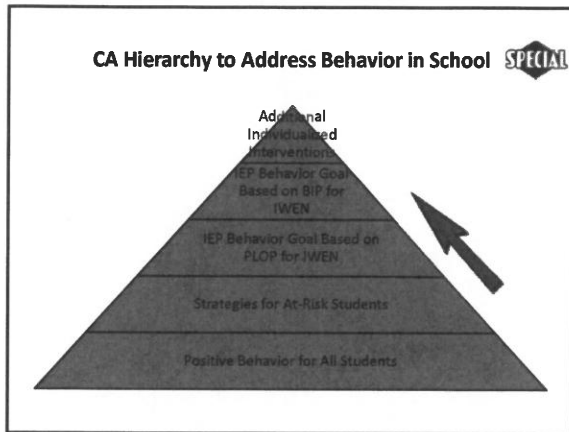 CA Hierarchy to Address Behavior in School SPECIAL
Additional
Individualized
Interventions
IEP Behavior Goal
Based on BIP for
IWEN
IEP Behavior Goal Based on
PLOP for IWEN
Strategies for At-Risk Students
Positive Behavior for All Students